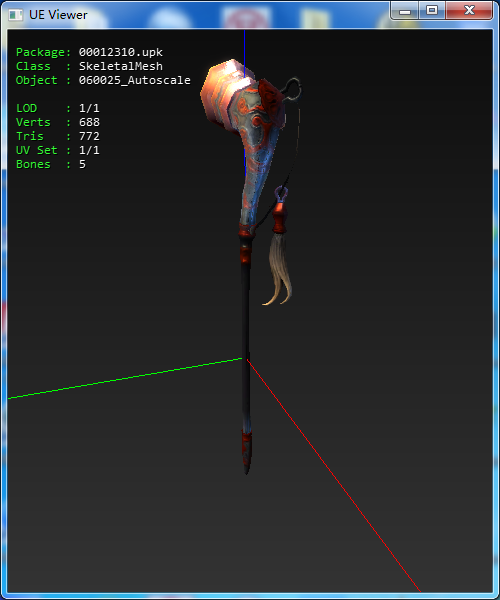 UE Viewer
Package: 00012310.upk
Class : SkeletalMesh
Object : 060025_Autoscale
LOD : 1/1
Verts : 688
Tris : 772
UV Set : 1/1
Bones : 5